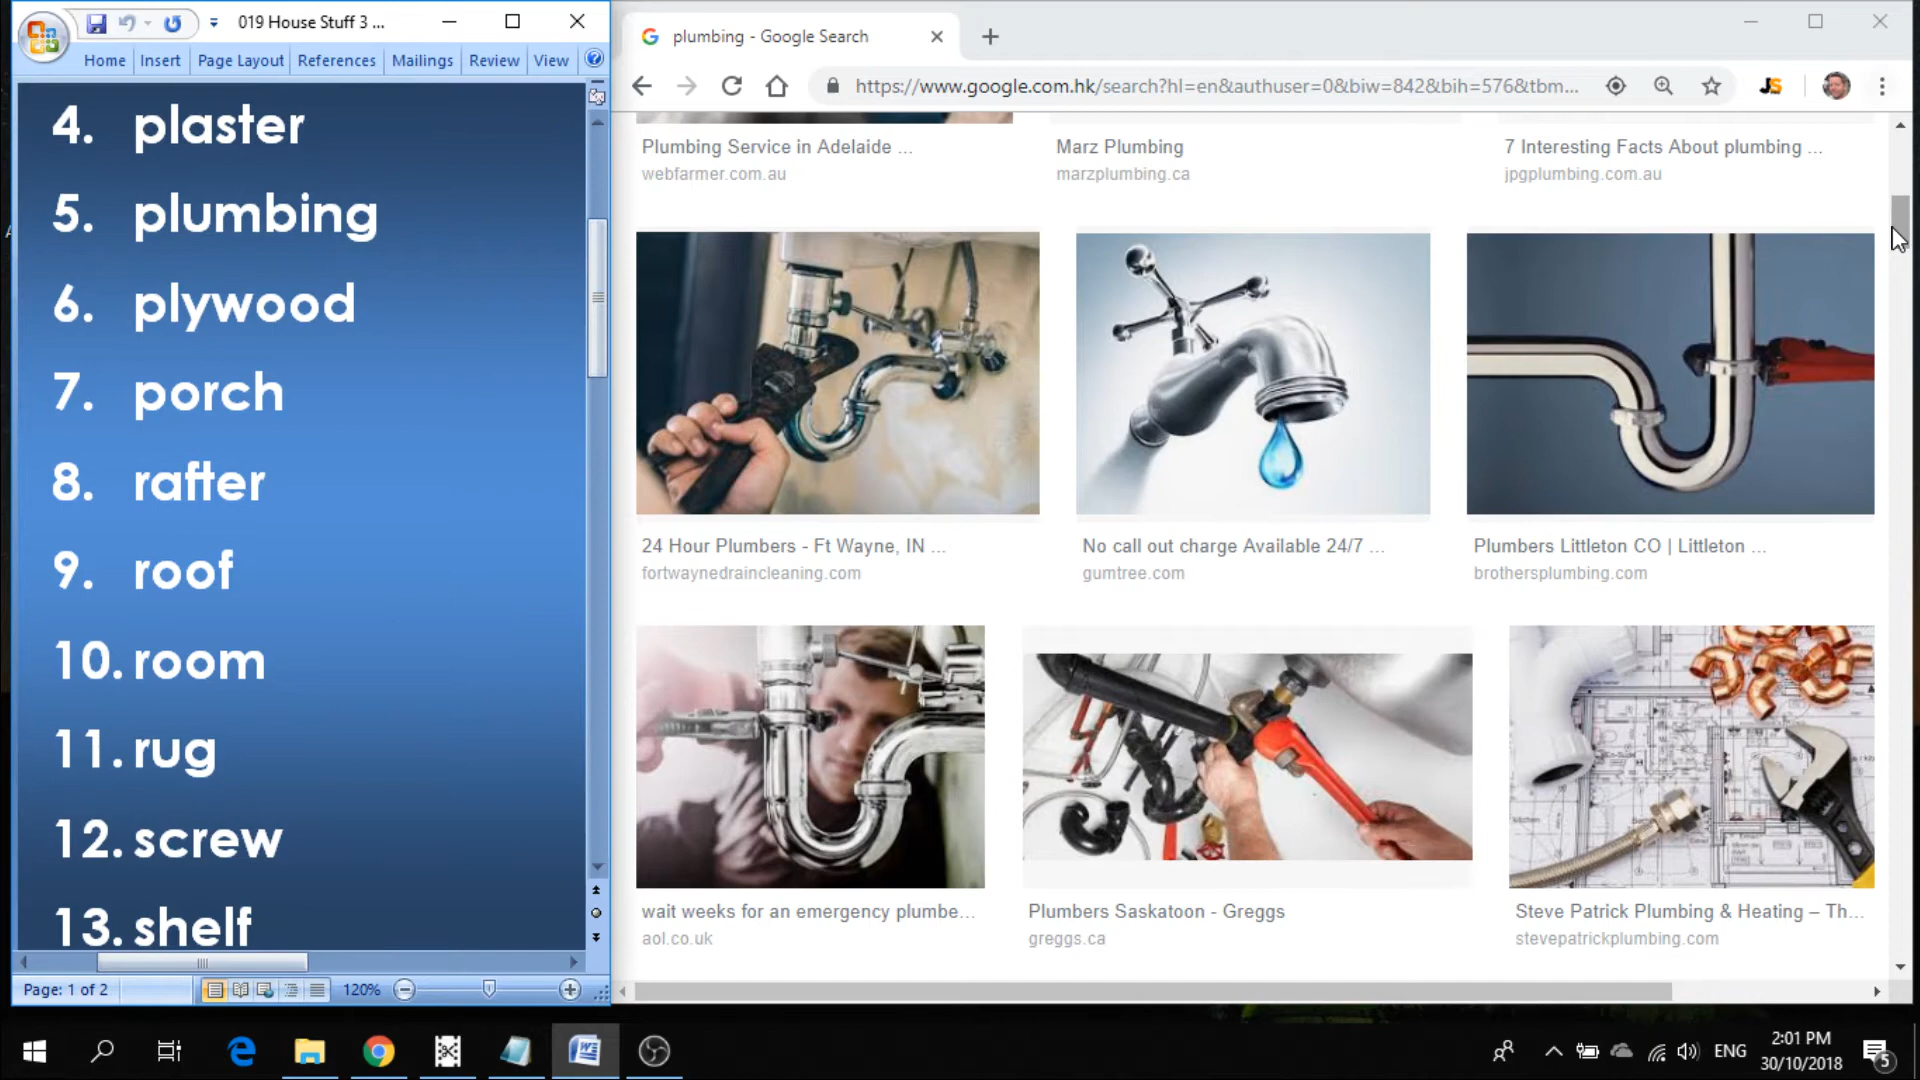 019 House Stuff 3 ...
Home Insert Page Layout References Mailings Review View
4. plaster
5. plumbing
6. plywood
7. porch
8. rafter
9. roof
10. room
11. rug
12. screw
13. shelf
Page: 1 of 2 120%
plumbing - Google Search
https://www.google.com.hk/search?hl=en&authuser=0&biw=842&bih=576&tbm...
JS
Plumbing Service in Adelaide ...
webfarmer.com.au
Marz Plumbing
marzplumbing.ca
7 Interesting Facts About plumbing ...
jpgplumbing.com.au
24 Hour Plumbers - Ft Wayne, IN ...
fortwaynedraincleaning.com
No call out charge Available 24/7 ...
gumtree.com
Plumbers Littleton CO | Littleton ...
brothersplumbing.com
wait weeks for an emergency plumbe...
aol.co.uk
Plumbers Saskatoon - Greggs
greggs.ca
Steve Patrick Plumbing & Heating – Th...
stevepatrickplumbing.com
ENG
2:01 PM
30/10/2018
5